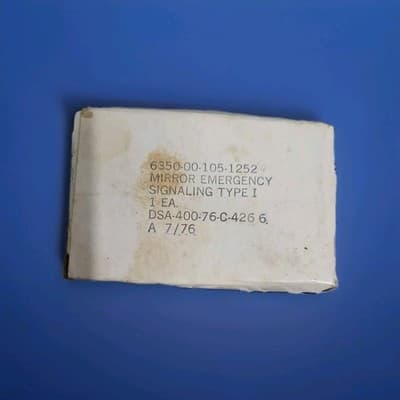 6350-00-105-1252
MIRROR EMERGENCY
SIGNALING TYPE I
1 EA.
DSA-400-76-C-426 6
A 7/76